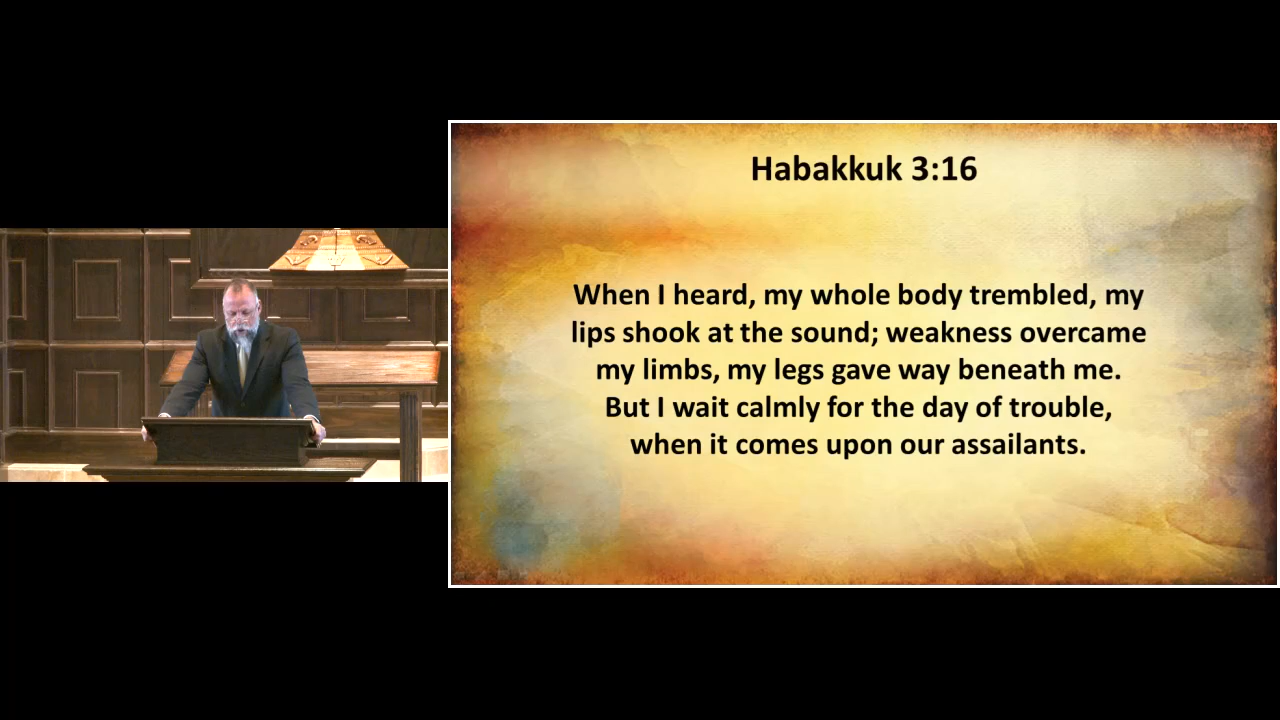 Habakkuk 3:16
When I heard, my whole body trembled, my
lips shook at the sound; weakness overcame
my limbs, my legs gave way beneath me.
But I wait calmly for the day of trouble,
when it comes upon our assailants.